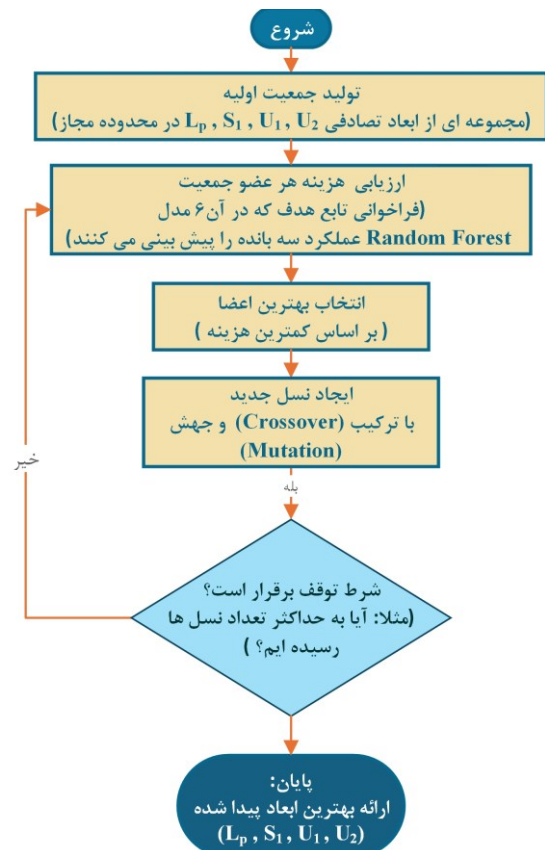 شروع
تولید جمعیت اولیه
(مجموعه ای از ابعاد تصادفی Lp , S1 , U1 , U2 در محدوده مجاز)
ارزیابی هزینه هر عضو جمعیت
(فراخوانی تابع هدف که در آن ۶ مدل
Random Forest عملکرد سه بانده را پیش بینی می کنند)
انتخاب بهترین اعضا
( بر اساس کمترین هزینه )
ایجاد نسل جدید
با ترکیب (Crossover) و جهش
(Mutation)
خیر
بله
شرط توقف برقرار است؟
(مثلا: آیا به حداکثر تعداد نسل ها
رسیده ایم؟ )
پایان:
ارائه بهترین ابعاد پیدا شده
(Lp , S1 , U1 , U2)